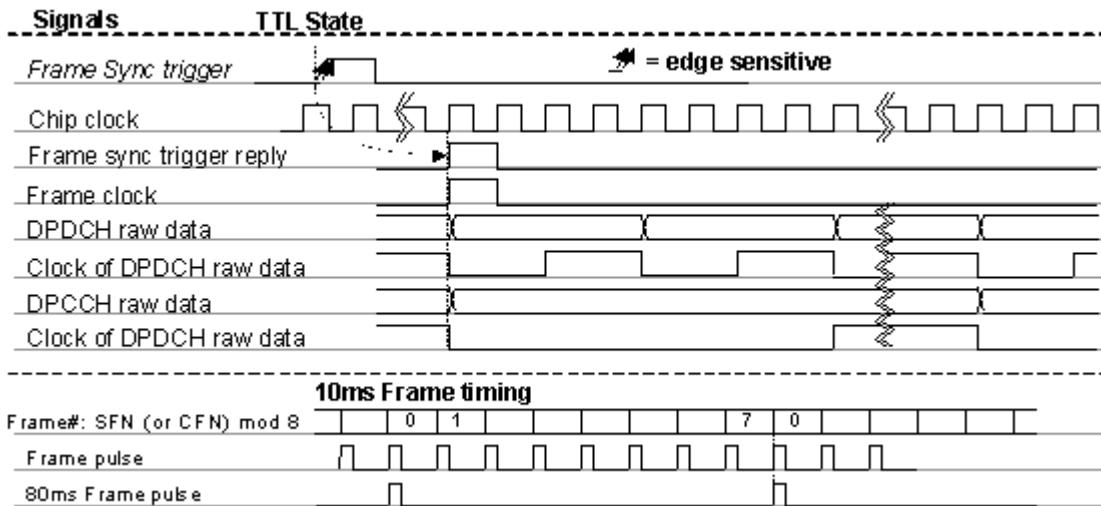 Signals TTL State
Frame Sync trigger = edge sensitive
Chip clock
Frame sync trigger reply
Frame clock
DPDCH raw data
Clock of DPDCH raw data
DPCCH raw data
Clock of DPDCH raw data
10ms Frame timing
Frame#: SFN (or CFN) mod 8 0 1 7 0
Frame pulse
80ms Frame pulse